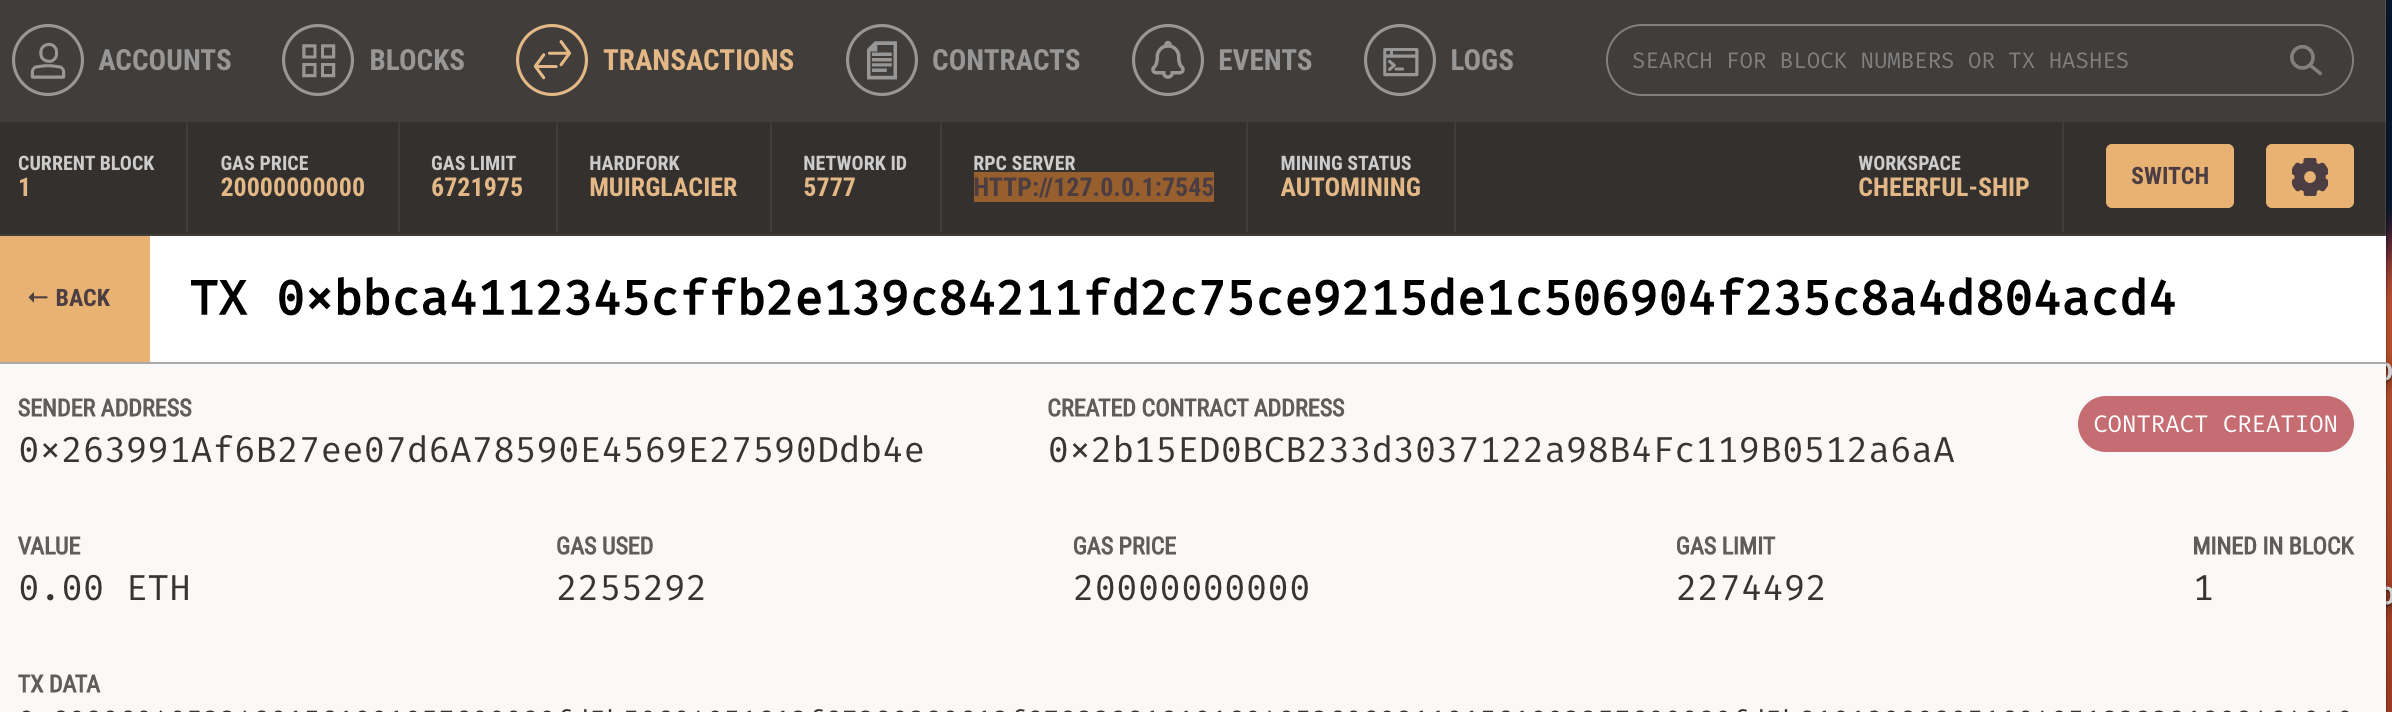 ACCOUNTS BLOCKS TRANSACTIONS CONTRACTS EVENTS LOGS SEARCH FOR BLOCK NUMBERS OR TX HASHES
CURRENT BLOCK GAS PRICE GAS LIMIT HARDFORK NETWORK ID RPC SERVER MINING STATUS WORKSPACE
1 20000000000 6721975 MUIRGLACIER 5777 HTTP://127.0.0.1:7545 AUTOMINING CHEERFUL-SHIP SWITCH
← BACK TX 0×bbca4112345cffb2e139c84211fd2c75ce9215de1c506904f235c8a4d804acd4
SENDER ADDRESS CREATED CONTRACT ADDRESS
0×263991Af6B27ee07d6A78590E4569E27590Ddb4e 0×2b15ED0BCB233d3037122a98B4Fc119B0512a6aA CONTRACT CREATION
VALUE GAS USED GAS PRICE GAS LIMIT MINED IN BLOCK
0.00 ETH 2255292 20000000000 2274492 1
TX DATA